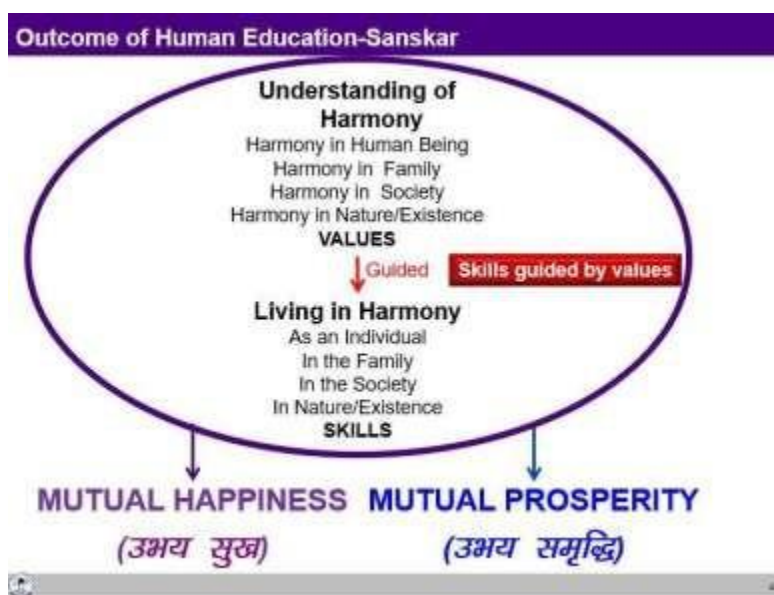 Outcome of Human Education-Sanskar
Understanding of
Harmony
Harmony in Human Being
Harmony in Family
Harmony in Society
Harmony in Nature/Existence
VALUES
Guided
Skills guided by values
Living in Harmony
As an Individual
In the Family
In the Society
In Nature/Existence
SKILLS
MUTUAL HAPPINESS MUTUAL PROSPERITY
(उभय सुख) (उभय समृद्धि)